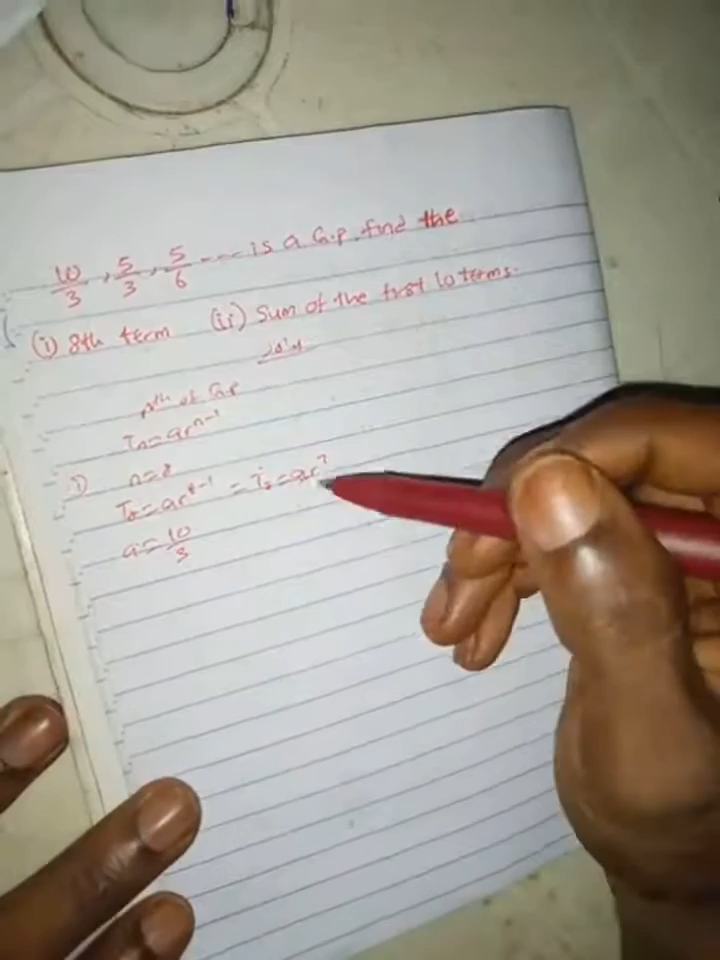 10/3, 5/3, 5/6 --- is a G.P. find the
(i) 8th term (ii) Sum of the first 10 terms.
Sol'n
nth of G.P
Tn = ar^(n-1)
i) n = 8
T8 = ar^(8-1) = T8 = ar^7
a = 10/3